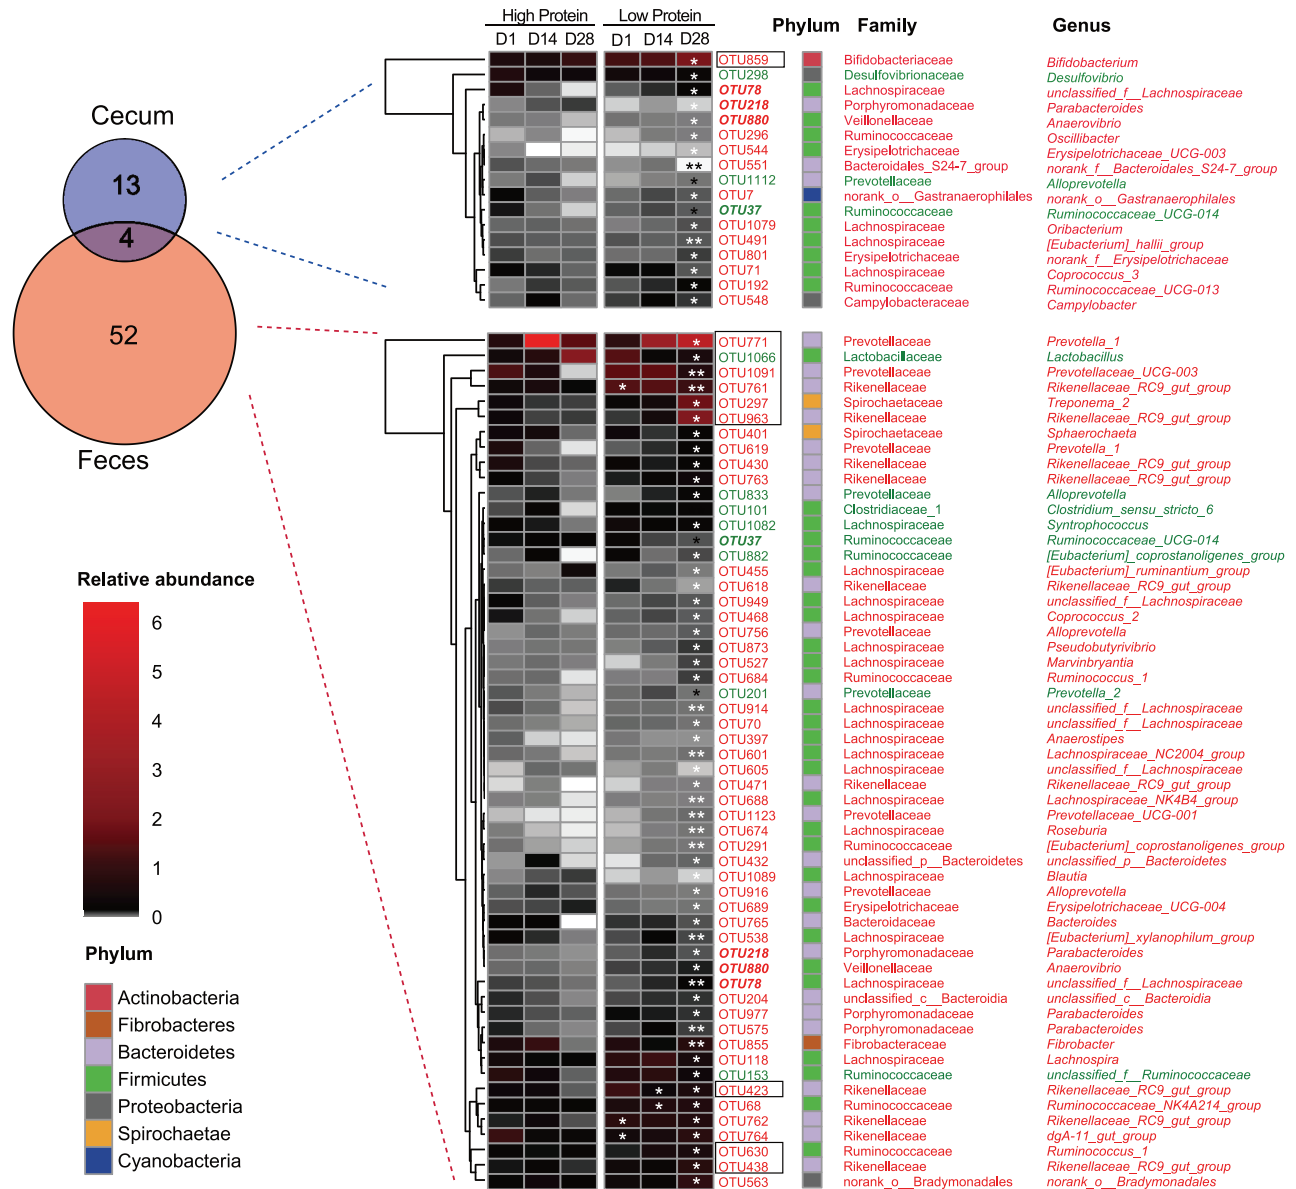 High Protein Low Protein
D1 D14 D28 D1 D14 D28 Phylum Family Genus
Cecum
13
4
52
Feces
* OTU859 Bifidobacteriaceae Bifidobacterium
* OTU298 Desulfovibrionaceae Desulfovibrio
* OTU78 Lachnospiraceae unclassified_f__Lachnospiraceae
* OTU218 Porphyromonadaceae Parabacteroides
* OTU880 Veillonellaceae Anaerovibrio
* OTU296 Ruminococcaceae Oscillibacter
* OTU544 Erysipelotrichaceae Erysipelotrichaceae_UCG-003
** OTU551 Bacteroidales_S24-7_group norank_f__Bacteroidales_S24-7_group
* OTU1112 Prevotellaceae Alloprevotella
* OTU7 norank_o__Gastranaerophilales norank_o__Gastranaerophilales
* OTU37 Ruminococcaceae Ruminococcaceae_UCG-014
* OTU1079 Lachnospiraceae Oribacterium
** OTU491 Lachnospiraceae [Eubacterium]_hallii_group
* OTU801 Erysipelotrichaceae norank_f__Erysipelotrichaceae
* OTU71 Lachnospiraceae Coprococcus_3
* OTU192 Ruminococcaceae Ruminococcaceae_UCG-013
* OTU548 Campylobacteraceae Campylobacter
* OTU771 Prevotellaceae Prevotella_1
* OTU1066 Lactobacillaceae Lactobacillus
** OTU1091 Prevotellaceae Prevotellaceae_UCG-003
* ** OTU761 Rikenellaceae Rikenellaceae_RC9_gut_group
* OTU297 Spirochaetaceae Treponema_2
* OTU963 Rikenellaceae Rikenellaceae_RC9_gut_group
* OTU401 Spirochaetaceae Sphaerochaeta
* OTU619 Prevotellaceae Prevotella_1
* OTU430 Rikenellaceae Rikenellaceae_RC9_gut_group
* OTU763 Rikenellaceae Rikenellaceae_RC9_gut_group
* OTU833 Prevotellaceae Alloprevotella
OTU101 Clostridiaceae_1 Clostridium_sensu_stricto_6
* OTU1082 Lachnospiraceae Syntrophococcus
* OTU37 Ruminococcaceae Ruminococcaceae_UCG-014
* OTU882 Ruminococcaceae [Eubacterium]_coprostanoligenes_group
* OTU455 Lachnospiraceae [Eubacterium]_ruminantium_group
* OTU618 Rikenellaceae Rikenellaceae_RC9_gut_group
* OTU949 Lachnospiraceae unclassified_f__Lachnospiraceae
* OTU468 Lachnospiraceae Coprococcus_2
* OTU756 Prevotellaceae Alloprevotella
* OTU873 Lachnospiraceae Pseudobutyrivibrio
* OTU527 Lachnospiraceae Marvinbryantia
* OTU684 Ruminococcaceae Ruminococcus_1
* OTU201 Prevotellaceae Prevotella_2
** OTU914 Lachnospiraceae unclassified_f__Lachnospiraceae
* OTU70 Lachnospiraceae unclassified_f__Lachnospiraceae
* OTU397 Lachnospiraceae Anaerostipes
** OTU601 Lachnospiraceae Lachnospiraceae_NC2004_group
* OTU605 Lachnospiraceae unclassified_f__Lachnospiraceae
* OTU471 Rikenellaceae Rikenellaceae_RC9_gut_group
** OTU688 Lachnospiraceae Lachnospiraceae_NK4B4_group
** OTU1123 Prevotellaceae Prevotellaceae_UCG-001
** OTU674 Lachnospiraceae Roseburia
** OTU291 Ruminococcaceae [Eubacterium]_coprostanoligenes_group
* OTU432 unclassified_p__Bacteroidetes unclassified_p__Bacteroidetes
* OTU1089 Lachnospiraceae Blautia
* OTU916 Prevotellaceae Alloprevotella
* OTU689 Erysipelotrichaceae Erysipelotrichaceae_UCG-004
* OTU765 Bacteroidaceae Bacteroides
** OTU538 Lachnospiraceae [Eubacterium]_xylanophilum_group
* OTU218 Porphyromonadaceae Parabacteroides
* OTU880 Veillonellaceae Anaerovibrio
** OTU78 Lachnospiraceae unclassified_f__Lachnospiraceae
* OTU204 unclassified_c__Bacteroidia unclassified_c__Bacteroidia
* OTU977 Porphyromonadaceae Parabacteroides
** OTU575 Porphyromonadaceae Parabacteroides
** OTU855 Fibrobacteraceae Fibrobacter
* OTU118 Lachnospiraceae Lachnospira
* OTU153 Ruminococcaceae unclassified_f__Ruminococcaceae
* * OTU423 Rikenellaceae Rikenellaceae_RC9_gut_group
* * OTU68 Ruminococcaceae Ruminococcaceae_NK4A214_group
* * OTU762 Rikenellaceae Rikenellaceae_RC9_gut_group
* * OTU764 Rikenellaceae dgA-11_gut_group
* OTU630 Ruminococcaceae Ruminococcus_1
* OTU438 Rikenellaceae Rikenellaceae_RC9_gut_group
* OTU563 norank_o__Bradymonadales norank_o__Bradymonadales
Relative abundance
6
5
4
3
2
1
0
Phylum
Actinobacteria
Fibrobacteres
Bacteroidetes
Firmicutes
Proteobacteria
Spirochaetae
Cyanobacteria